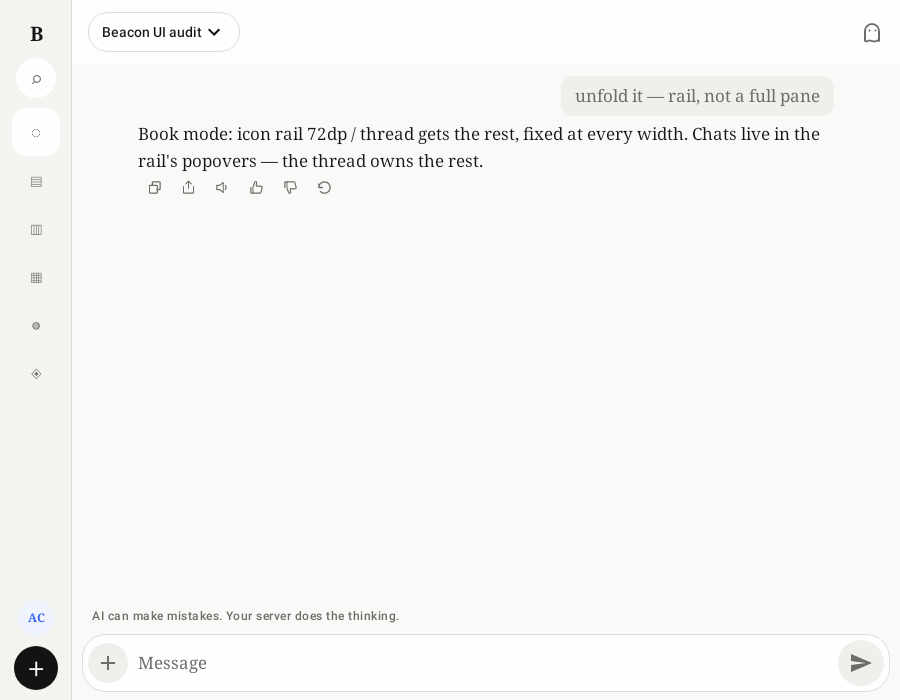 B
Beacon UI audit
unfold it — rail, not a full pane
Book mode: icon rail 72dp / thread gets the rest, fixed at every width. Chats live in the
rail's popovers — the thread owns the rest.
AI can make mistakes. Your server does the thinking.
AC
Message